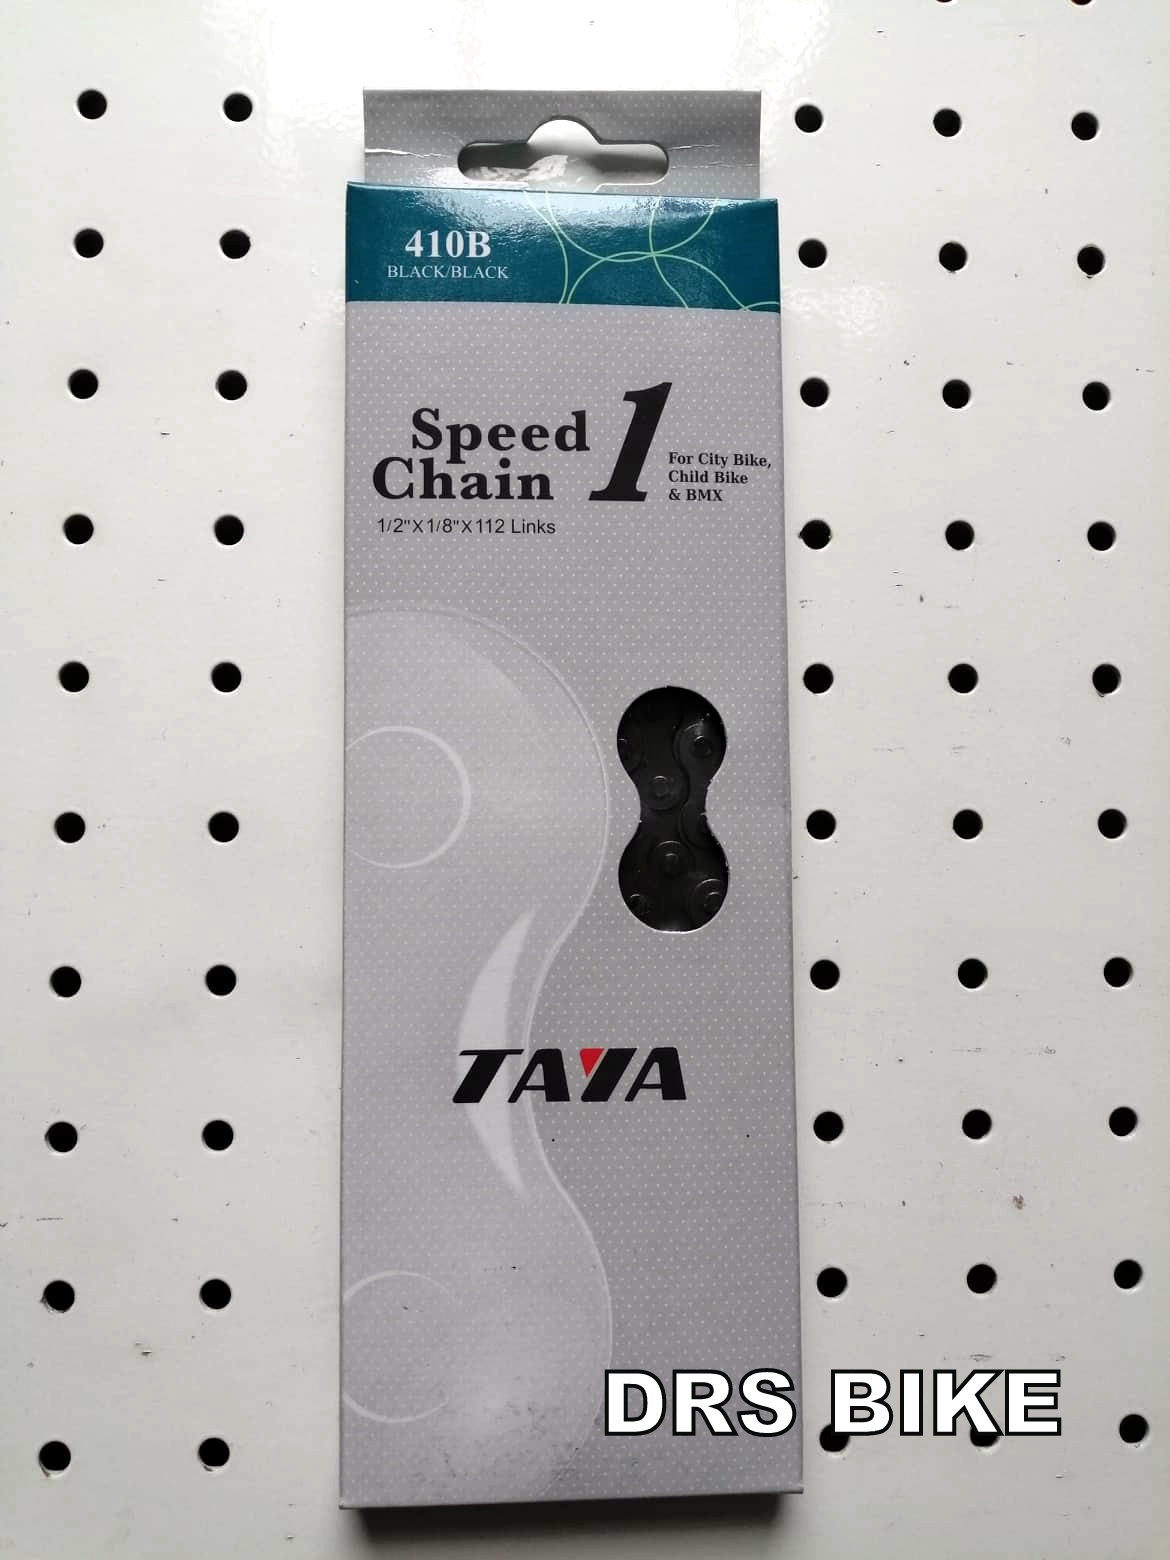 410B
BLACK/BLACK
Speed
Chain
1
For City Bike,
Child Bike
& BMX
1/2"X1/8"X112 Links
TAYA
DRS BIKE